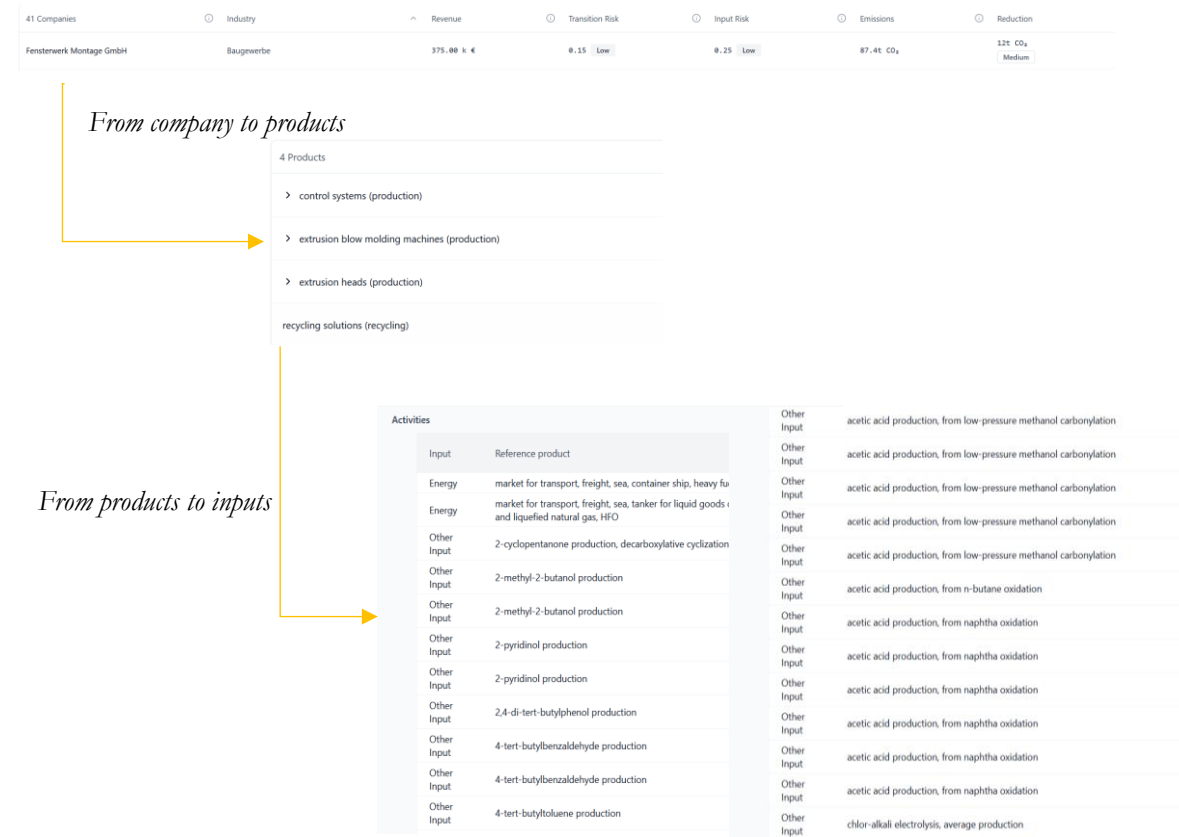 41 Companies Industry Revenue Transition Risk Input Risk Emissions Reduction
Fensterwerk Montage GmbH Baugewerbe 375.00 k € 0.15 Low 0.25 Low 87.4t CO₂ 12t CO₂
Medium
From company to products
4 Products
control systems (production)
extrusion blow molding machines (production)
extrusion heads (production)
recycling solutions (recycling)
From products to inputs
Activities
Input Reference product
Energy market for transport, freight, sea, container ship, heavy
Energy market for transport, freight, sea, tanker for liquid goods
and liquefied natural gas, HFO
Other
Input 2-cyclopentanone production, decarboxylative cyclization
Other
Input 2-methyl-2-butanol production
Other
Input 2-methyl-2-butanol production
Other
Input 2-pyridinol production
Other
Input 2-pyridinol production
Other
Input 2,4-di-tert-butylphenol production
Other
Input 4-tert-butylbenzaldehyde production
Other
Input 4-tert-butylbenzaldehyde production
Other
Input 4-tert-butyltoluene production
Other
Input acetic acid production, from low-pressure methanol carbonylation
Other
Input acetic acid production, from low-pressure methanol carbonylation
Other
Input acetic acid production, from low-pressure methanol carbonylation
Other
Input acetic acid production, from low-pressure methanol carbonylation
Other
Input acetic acid production, from low-pressure methanol carbonylation
Other
Input acetic acid production, from n-butane oxidation
Other
Input acetic acid production, from naphtha oxidation
Other
Input acetic acid production, from naphtha oxidation
Other
Input acetic acid production, from naphtha oxidation
Other
Input acetic acid production, from naphtha oxidation
Other
Input acetic acid production, from naphtha oxidation
Other
Input acetic acid production, from naphtha oxidation
Other
Input chlor-alkali electrolysis, average production